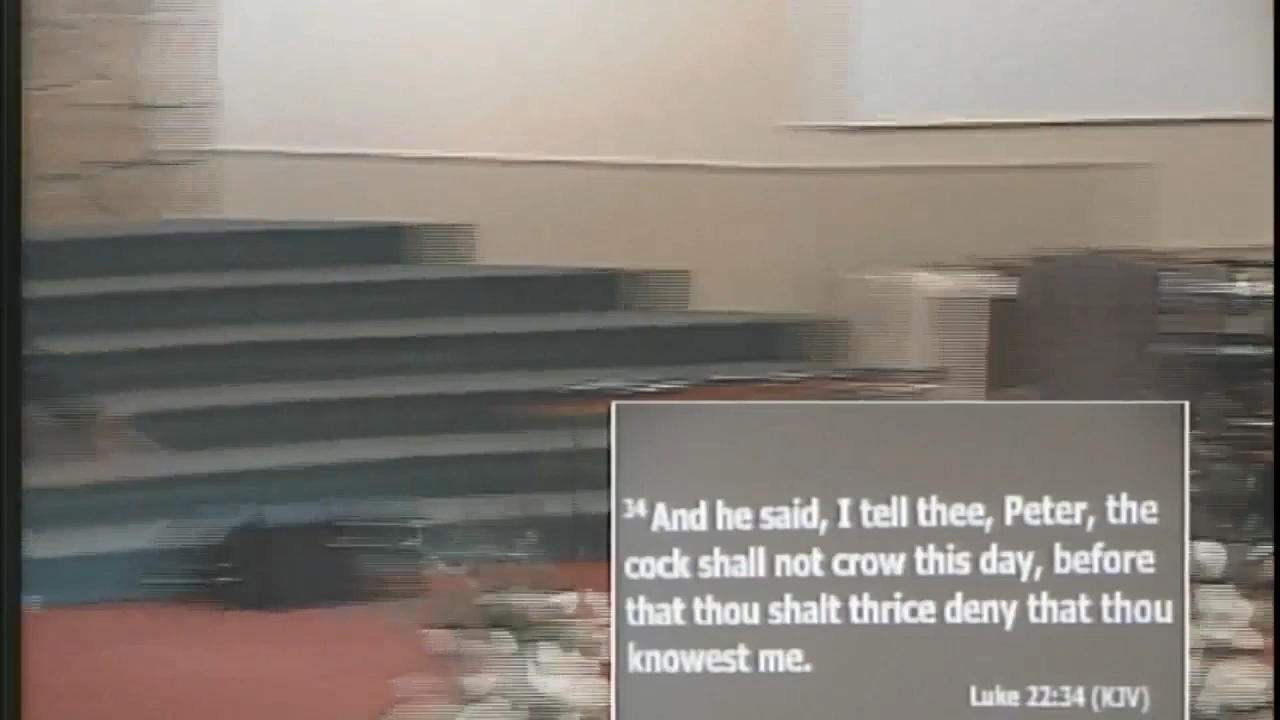 34 And he said, I tell thee, Peter, the
cock shall not crow this day, before
that thou shalt thrice deny that thou
knowest me.
Luke 22:34 (KJV)